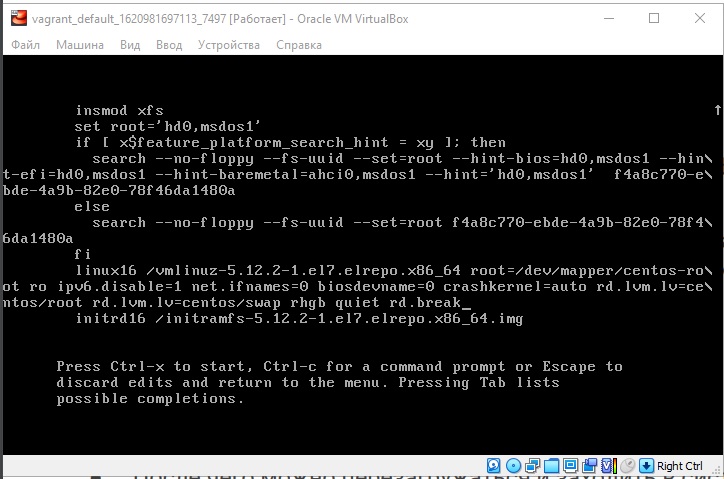 vagrant_default_1620981697113_7497 [Работает] - Oracle VM VirtualBox
Файл Машина Вид Ввод Устройства Справка
insmod xfs ↑
set root='hd0,msdos1'
if [ x$feature_platform_search_hint = xy ]; then
search --no-floppy --fs-uuid --set=root --hint-bios=hd0,msdos1 --hin\
t-efi=hd0,msdos1 --hint-baremetal=ahci0,msdos1 --hint='hd0,msdos1'  f4a8c770-e\
bde-4a9b-82e0-78f46da1480a
else
search --no-floppy --fs-uuid --set=root f4a8c770-ebde-4a9b-82e0-78f4\
6da1480a
fi
linux16 /vmlinuz-5.12.2-1.el7.elrepo.x86_64 root=/dev/mapper/centos-ro\
ot ro ipv6.disable=1 net.ifnames=0 biosdevname=0 crashkernel=auto rd.lvm.lv=ce\
ntos/root rd.lvm.lv=centos/swap rhgb quiet rd.break_
initrd16 /initramfs-5.12.2-1.el7.elrepo.x86_64.img
Press Ctrl-x to start, Ctrl-c for a command prompt or Escape to
discard edits and return to the menu. Pressing Tab lists
possible completions.
Right Ctrl